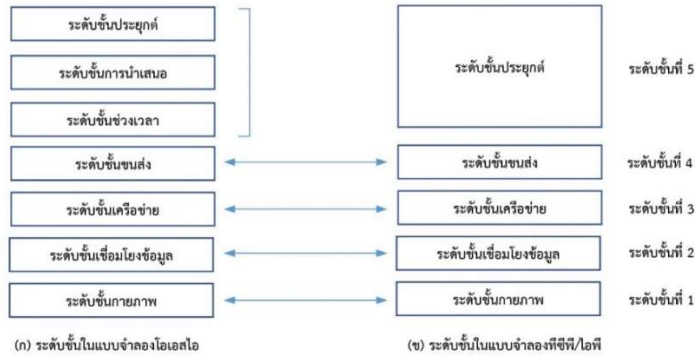 ระดับชั้นประยุกต์
ระดับชั้นการนำเสนอ
ระดับชั้นช่วงเวลา
ระดับชั้นขนส่ง
ระดับชั้นเครือข่าย
ระดับชั้นเชื่อมโยงข้อมูล
ระดับชั้นกายภาพ
(ก) ระดับชั้นในแบบจำลองโอเอสไอ
ระดับชั้นประยุกต์ ระดับชั้นที่ 5
ระดับชั้นขนส่ง ระดับชั้นที่ 4
ระดับชั้นเครือข่าย ระดับชั้นที่ 3
ระดับชั้นเชื่อมโยงข้อมูล ระดับชั้นที่ 2
ระดับชั้นกายภาพ ระดับชั้นที่ 1
(ข) ระดับชั้นในแบบจำลองทีซีพี/ไอพี